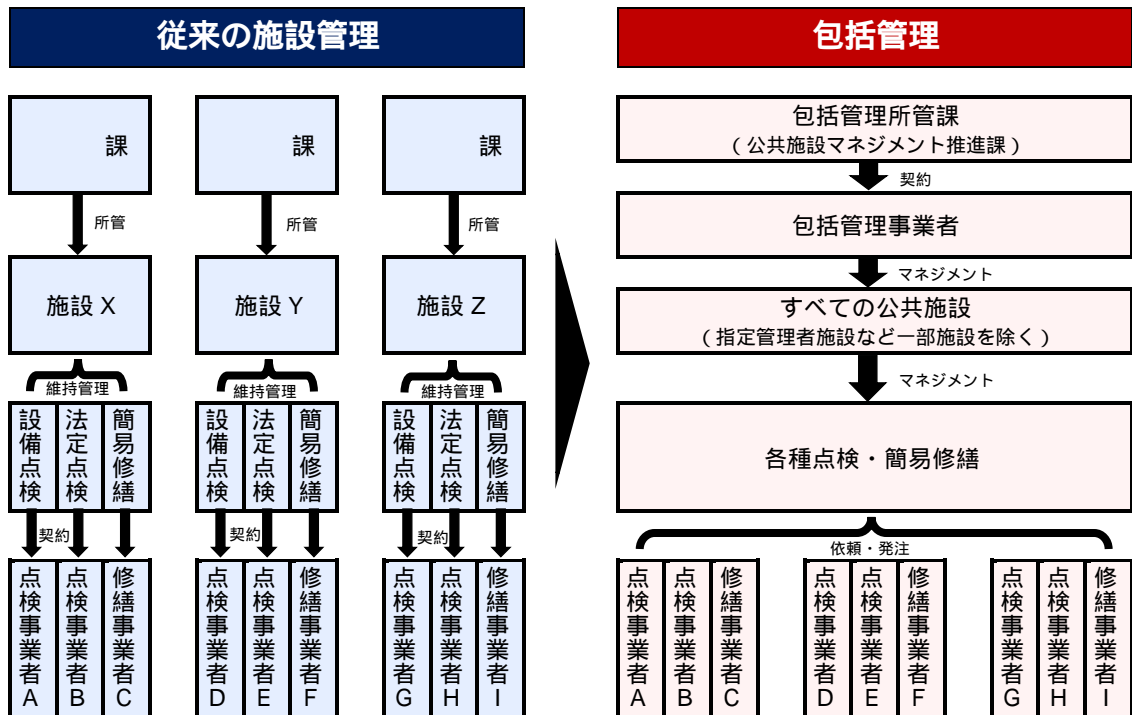 従来の施設管理
包括管理
課
課
課
所管
所管
所管
施設 X
施設 Y
施設 Z
維持管理
維持管理
維持管理
設備点検
法定点検
簡易修繕
設備点検
法定点検
簡易修繕
設備点検
法定点検
簡易修繕
契約
契約
契約
点検事業者A
点検事業者B
修繕事業者C
点検事業者D
点検事業者E
修繕事業者F
点検事業者G
点検事業者H
修繕事業者I
包括管理所管課
（公共施設マネジメント推進課）
契約
包括管理事業者
マネジメント
すべての公共施設
（指定管理者施設など一部施設を除く）
マネジメント
各種点検・簡易修繕
依頼・発注
点検事業者A
点検事業者B
修繕事業者C
点検事業者D
点検事業者E
修繕事業者F
点検事業者G
点検事業者H
修繕事業者I